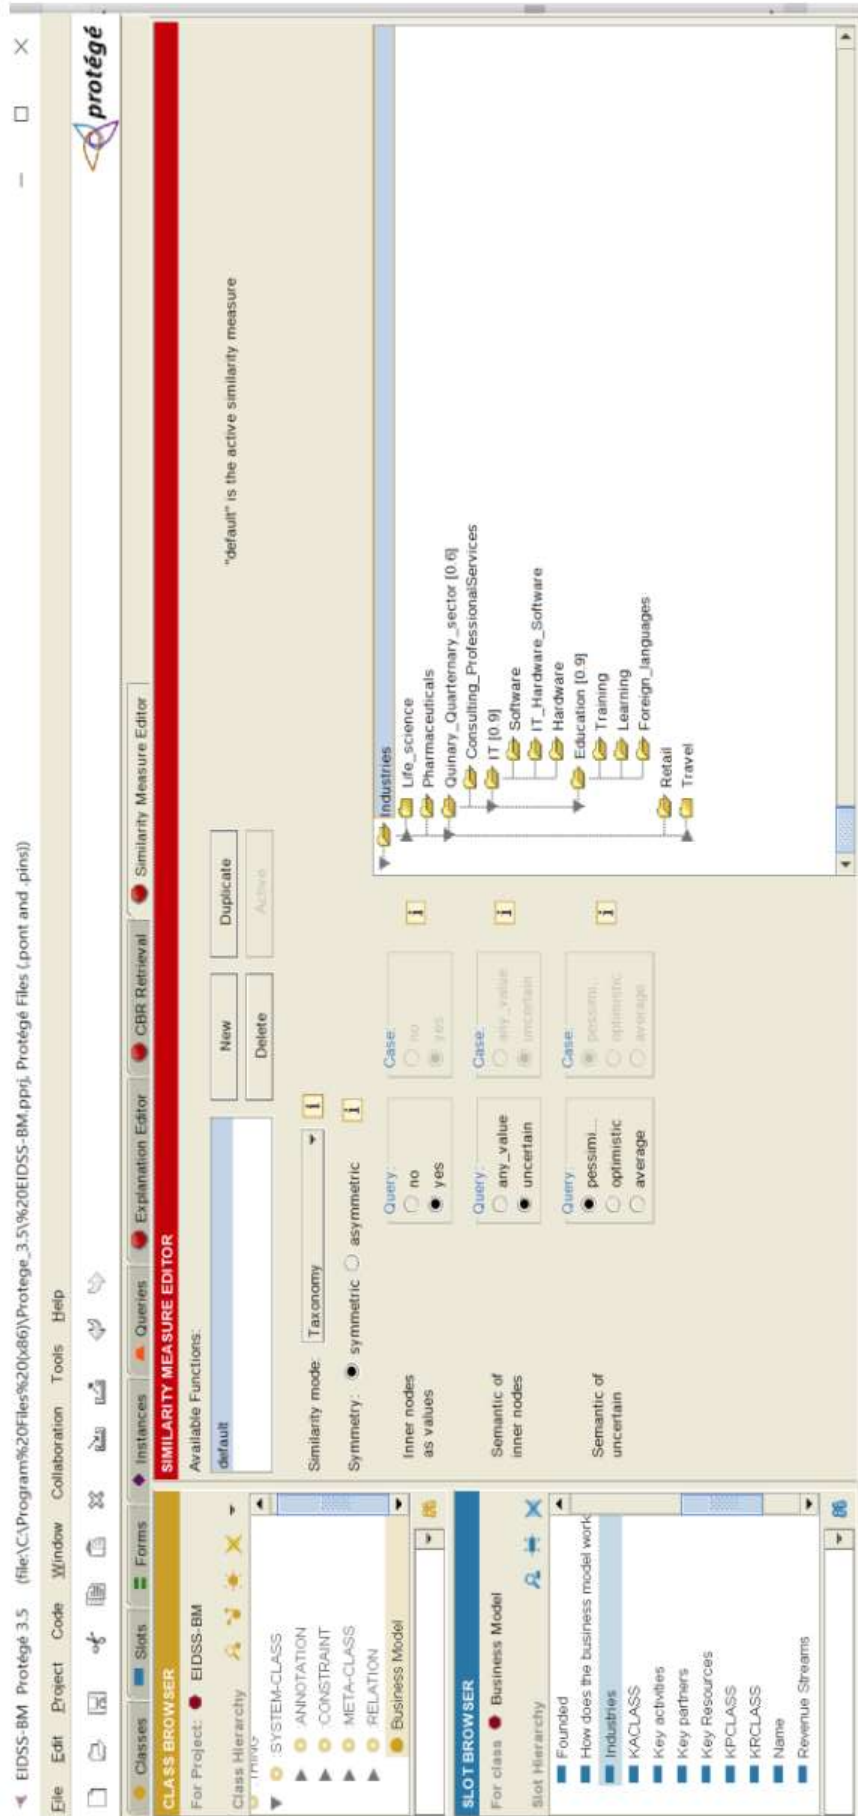 EIDSS-BM Protégé 3.5 (file:\C:\Program%20Files%20(x86)\Protege_3.5\%20EIDSS-BM.pprj, Protégé Files (.pont and .pins))
File Edit Project Code Window Collaboration Tools Help
protégé
Classes Slots Forms Instances Queries Explanation Editor CBR Retrieval Similarity Measure Editor
CLASS BROWSER
For Project: EIDSS-BM
Class Hierarchy
:THING
:SYSTEM-CLASS
:ANNOTATION
:CONSTRAINT
:META-CLASS
:RELATION
Business Model
SLOT BROWSER
For class Business Model
Slot Hierarchy
Founded
How does the business model work
Industries
KACLASS
Key activities
Key partners
Key Resources
KPCLASS
KRCLASS
Name
Revenue Streams
SIMILARITY MEASURE EDITOR
Available Functions:
default
New Duplicate
Delete Active
"default" is the active similarity measure
Similarity mode: Taxonomy
Symmetry: symmetric asymmetric
Inner nodes
as values
Query:
no
yes
Case:
no
yes
Semantic of
inner nodes
Query:
any_value
uncertain
Case:
any_value
uncertain
Semantic of
uncertain
Query:
pessimi...
optimistic
average
Case:
pessimi...
optimistic
average
Industries
Life_science
Pharmaceuticals
Quinary_Quarternary_sector [0.6]
Consulting_ProfessionalServices
IT [0.9]
Software
IT_Hardware_Software
Hardware
Education [0.9]
Training
Learning
Foreign_languages
Retail
Travel